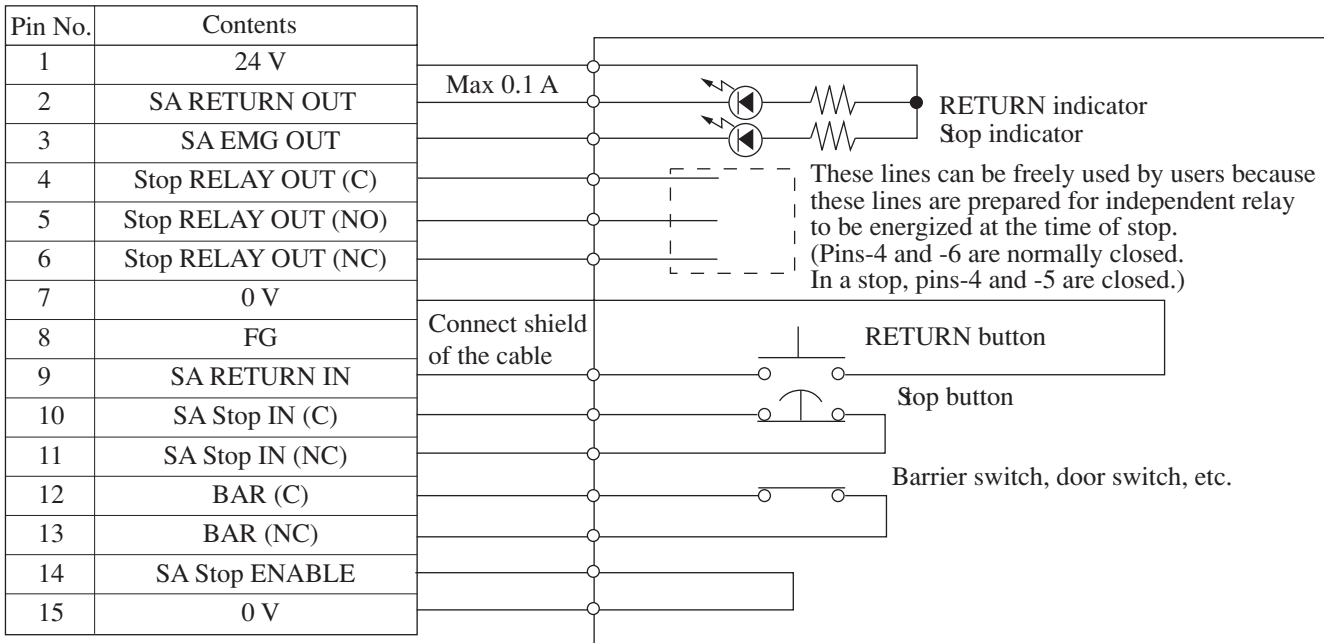 Pin No. Contents
1 24 V
2 SA RETURN OUT
3 SA EMG OUT
4 Stop RELAY OUT (C)
5 Stop RELAY OUT (NO)
6 Stop RELAY OUT (NC)
7 0 V
8 FG
9 SA RETURN IN
10 SA Stop IN (C)
11 SA Stop IN (NC)
12 BAR (C)
13 BAR (NC)
14 SA Stop ENABLE
15 0 V
Max 0.1 A
RETURN indicator
Stop indicator
These lines can be freely used by users because
these lines are prepared for independent relay
to be energized at the time of stop.
(Pins-4 and -6 are normally closed.
In a stop, pins-4 and -5 are closed.)
Connect shield
of the cable
RETURN button
Stop button
Barrier switch, door switch, etc.